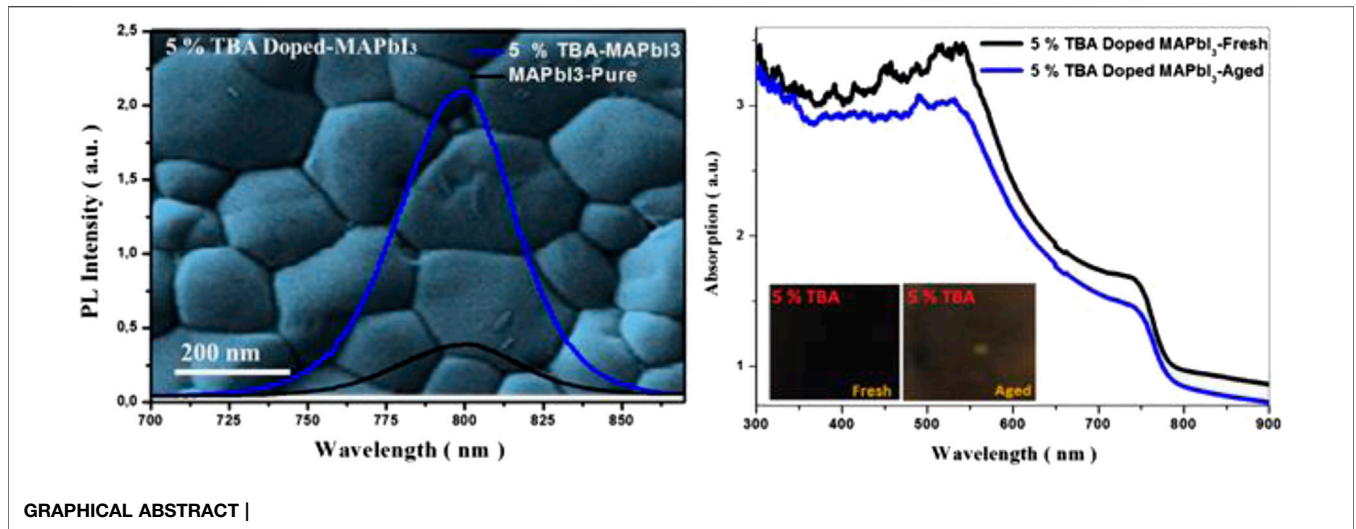 5 % TBA Doped-MAPbI₃
5 % TBA-MAPbI3
MAPbI3-Pure
2,5
2,0
1,5
1,0
0,5
0,0
PL Intensity ( a.u. )
200 nm
700 725 750 775 800 825 850
Wavelength ( nm )
5 % TBA Doped MAPbI₃-Fresh
5 % TBA Doped MAPbI₃-Aged
3
2
1
Absorption ( a.u. )
5 % TBA
Fresh
5 % TBA
Aged
300 400 500 600 700 800 900
Wavelength ( nm )
GRAPHICAL ABSTRACT |